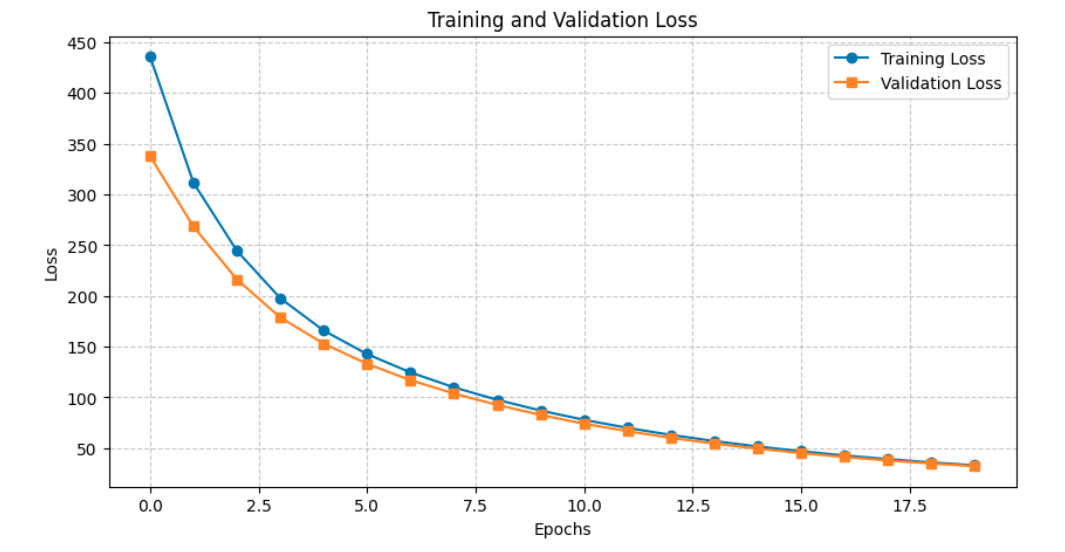 Training and Validation Loss
Training Loss
Validation Loss
450
400
350
300
250
200
150
100
50
Loss
0.0 2.5 5.0 7.5 10.0 12.5 15.0 17.5
Epochs